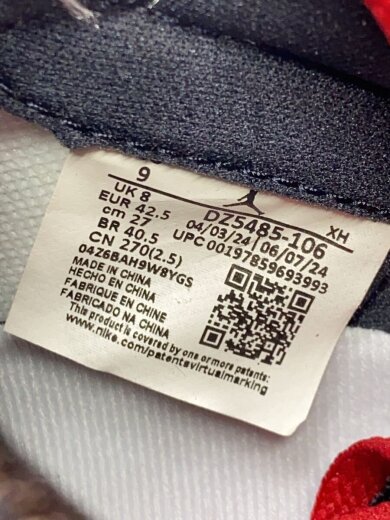 9
UK 8
EUR 42.5
cm 27
BR 40.5
CN 270(2.5)
04Z6BAH9W8YGS
DZ5485-106 XH
04/03/24 | 06/07/24
UPC 00197859693993
MADE IN CHINA
HECHO EN CHINA
FABRIQUE EN CHINE
FABRICADO NA CHINA
This product is covered by one or more patents:
www.nike.com/patentsvirtualmarking